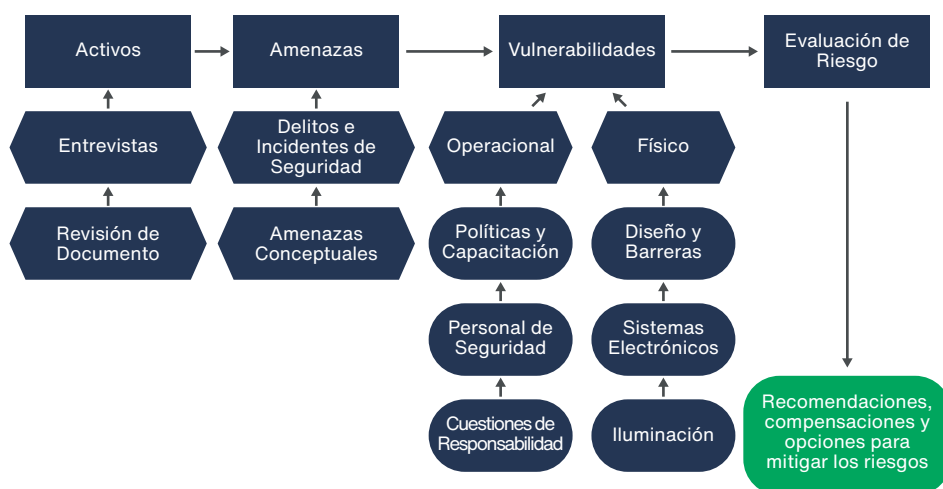 Activos
Amenazas
Vulnerabilidades
Evaluación de
Riesgo
Entrevistas
Delitos e
Incidentes de
Seguridad
Operacional
Físico
Revisión de
Documento
Amenazas
Conceptuales
Políticas y
Capacitación
Diseño y
Barreras
Personal de
Seguridad
Sistemas
Electrónicos
Cuestiones de
Responsabilidad
Iluminación
Recomendaciones,
compensaciones y
opciones para
mitigar los riesgos